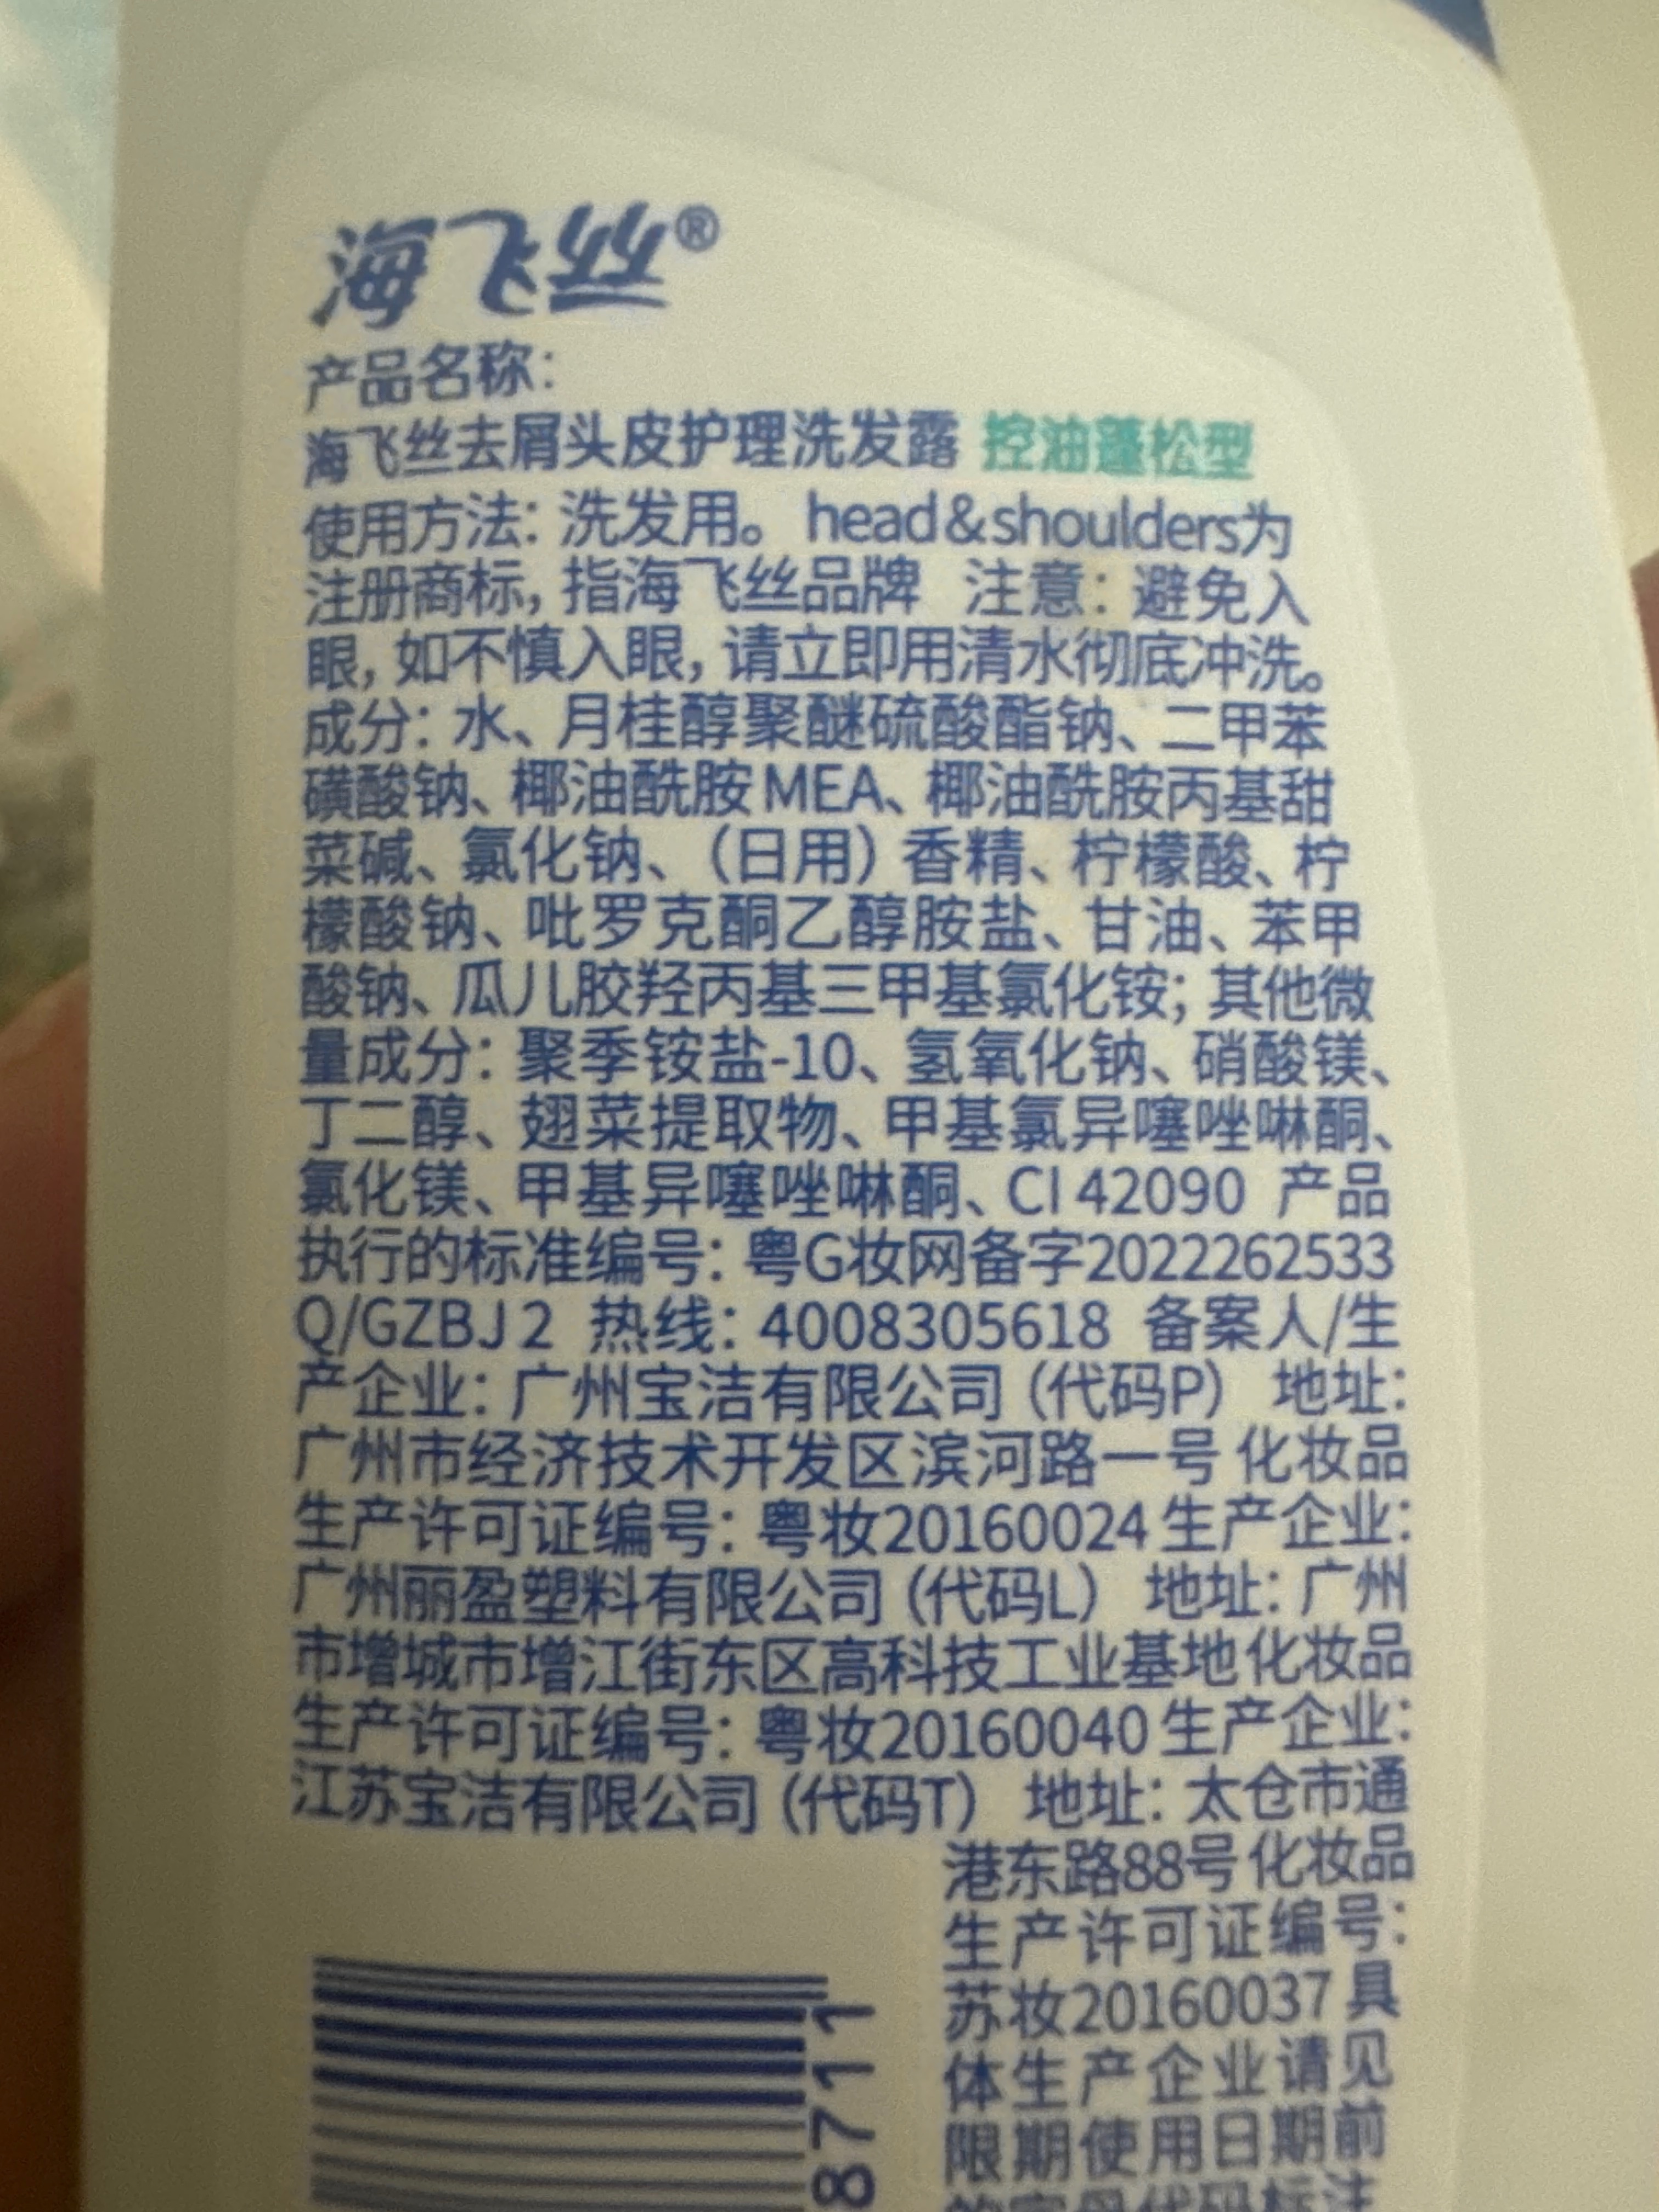 海飞丝®
产品名称：
海飞丝去屑头皮护理洗发露 控油蓬松型
使用方法：洗发用。head&shoulders为
注册商标，指海飞丝品牌 注意：避免入
眼，如不慎入眼，请立即用清水彻底冲洗。
成分：水、月桂醇聚醚硫酸酯钠、二甲苯
磺酸钠、椰油酰胺MEA、椰油酰胺丙基甜
菜碱、氯化钠、（日用）香精、柠檬酸、柠
檬酸钠、吡罗克酮乙醇胺盐、甘油、苯甲
酸钠、瓜儿胶羟丙基三甲基氯化铵；其他微
量成分：聚季铵盐-10、氢氧化钠、硝酸镁、
丁二醇、翅菜提取物、甲基氯异噻唑啉酮、
氯化镁、甲基异噻唑啉酮、CI 42090 产品
执行的标准编号：粤G妆网备字2022262533
Q/GZBJ 2 热线：4008305618 备案人/生
产企业：广州宝洁有限公司（代码P） 地址：
广州市经济技术开发区滨河路一号 化妆品
生产许可证编号：粤妆20160024 生产企业：
广州丽盈塑料有限公司（代码L） 地址：广州
市增城市增江街东区高科技工业基地 化妆品
生产许可证编号：粤妆20160040 生产企业：
江苏宝洁有限公司（代码T） 地址：太仓市通
港东路88号 化妆品
生产许可证编号：
苏妆20160037 具
体生产企业请见
限期使用日期前
8711